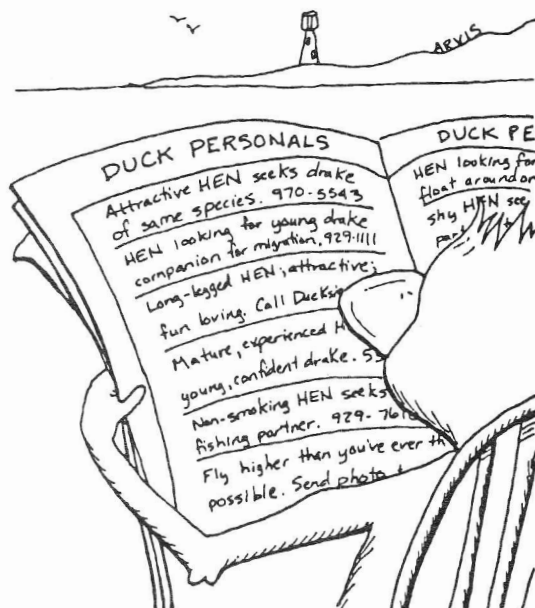 ARVIS
DUCK PERSONALS
Attractive HEN seeks drake
of same species. 970-5543
HEN looking for young drake
companion for migration, 929-1111
Long-legged HEN; attractive;
fun loving. Call
Mature, experienced
young, confident drake.
Non-smoking HEN seeks
fishing partner. 929-
Fly higher than you've ever
possible. Send photo
DUCK
HEN looking for
float around
shy HEN